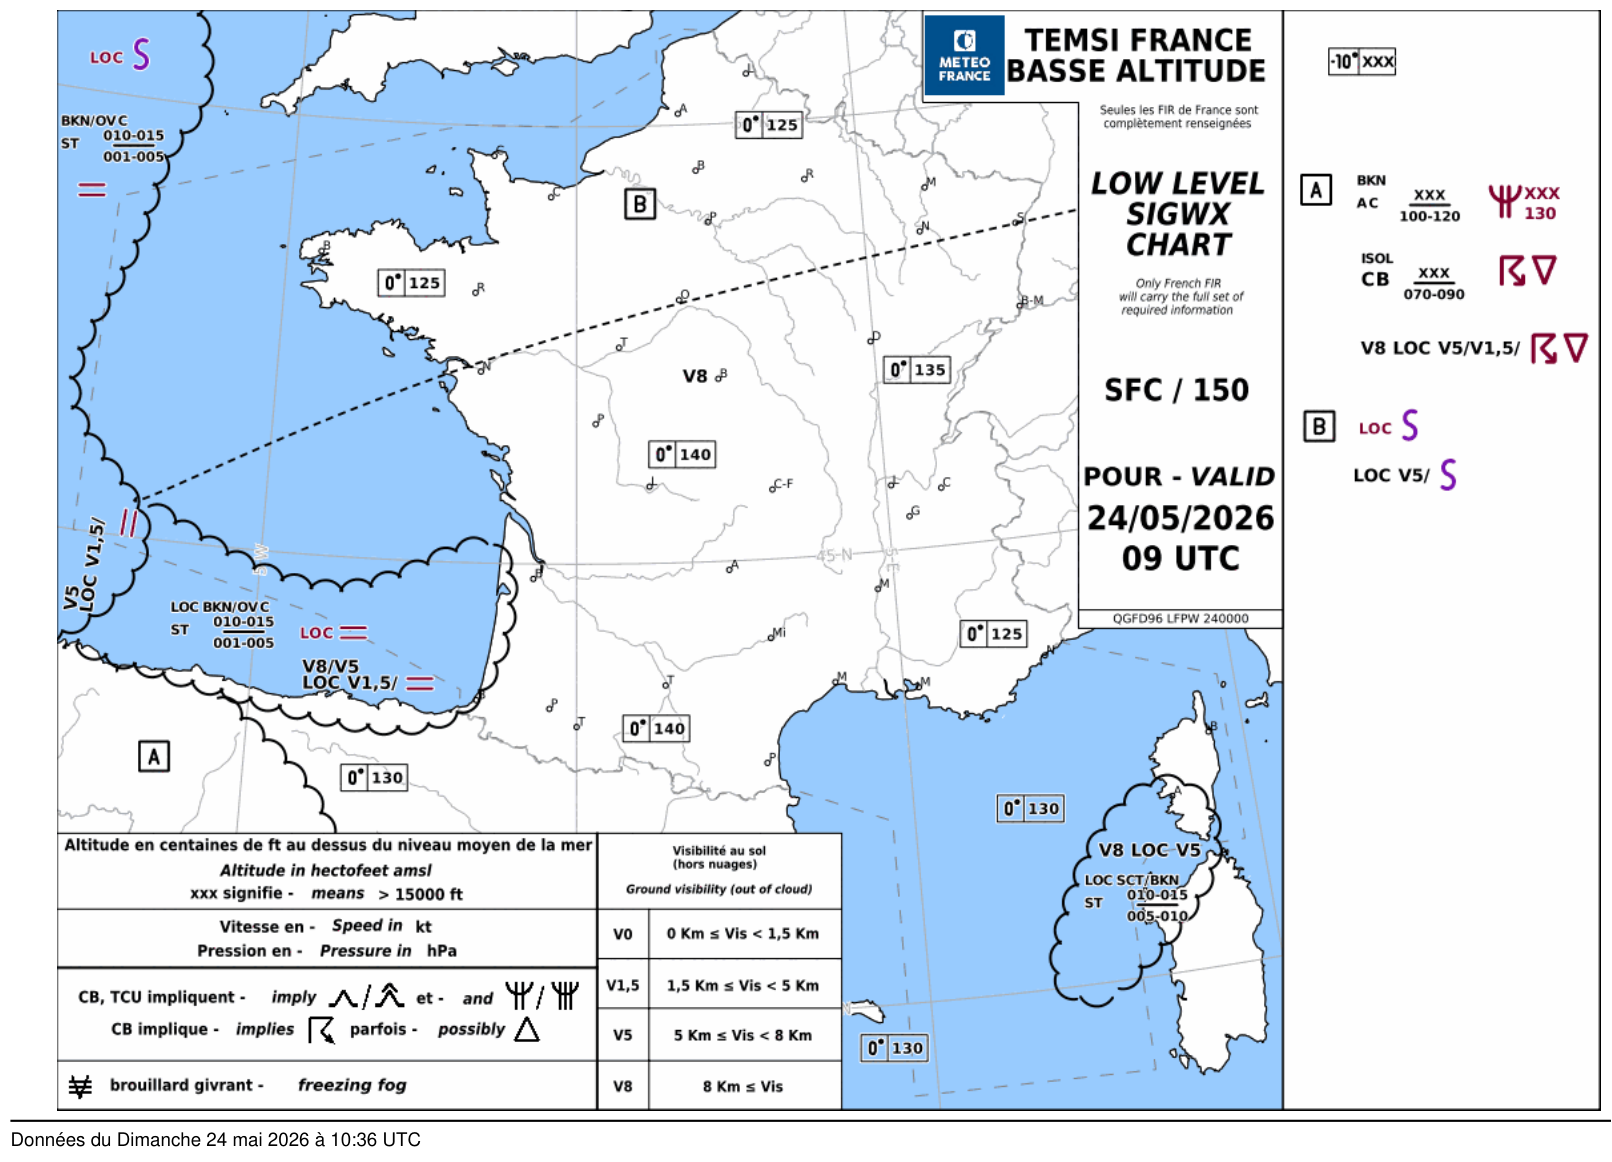 LOC
BKN/OVC
010-015
ST
001-005
METEO
FRANCE
TEMSI FRANCE
BASSE ALTITUDE
Seules les FIR de France sont
complètement renseignées
LOW LEVEL
SIGWX
CHART
Only French FIR
will carry the full set of
required information
SFC / 150
POUR - VALID
24/05/2026
09 UTC
QGFD96 LFPW 240000
-10° xxx
A
BKN
AC
xxx
100-120
xxx
130
ISOL
CB
xxx
070-090
V8 LOC V5/V1,5/
B
LOC
LOC V5/
L
A
0° 125
C
B
R
M
C
B
P
N
S
B
0° 125
R
O
B-M
T
D
N
V8
B
0° 135
P
0° 140
L
C-F
L
C
G
45 N
5 E
5 W
B
A
M
V5
LOC V1,5/
LOC BKN/OVC
010-015
ST
001-005
LOC
V8/V5
LOC V1,5/
Mi
0° 125
N
M
M
T
B
P
T
0° 140
P
B
A
0° 130
0° 130
A
V8 LOC V5
LOC SCT/BKN
010-015
ST
005-010
0° 130
Altitude en centaines de ft au dessus du niveau moyen de la mer
Altitude in hectofeet amsl
xxx signifie - means > 15000 ft
Vitesse en - Speed in kt
Pression en - Pressure in hPa
CB, TCU impliquent - imply / et - and /
CB implique - implies parfois - possibly
brouillard givrant - freezing fog
Visibilité au sol
(hors nuages)
Ground visibility (out of cloud)
V0 0 Km ≤ Vis < 1,5 Km
V1,5 1,5 Km ≤ Vis < 5 Km
V5 5 Km ≤ Vis < 8 Km
V8 8 Km ≤ Vis
Données du Dimanche 24 mai 2026 à 10:36 UTC